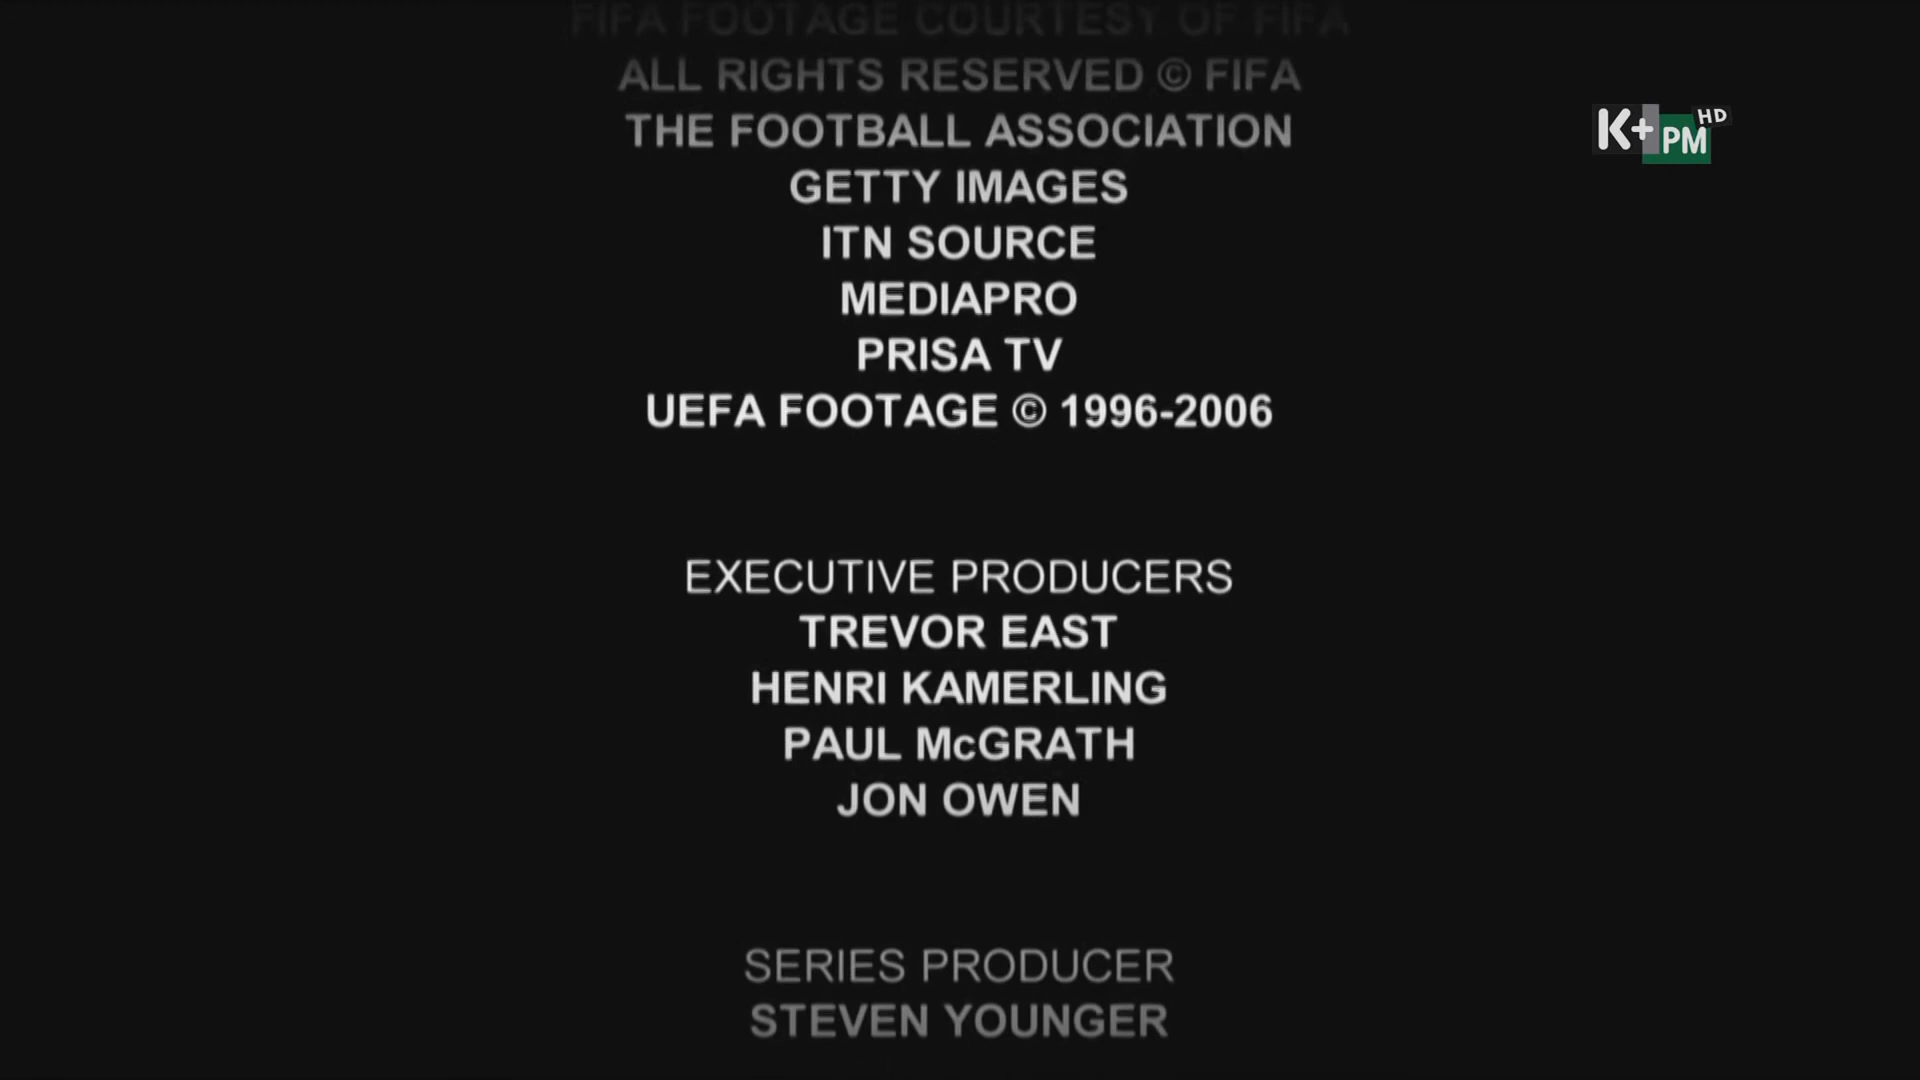 FIFA FOOTAGE COURTESY OF FIFA
ALL RIGHTS RESERVED © FIFA
THE FOOTBALL ASSOCIATION
GETTY IMAGES
ITN SOURCE
MEDIAPRO
PRISA TV
UEFA FOOTAGE © 1996-2006
EXECUTIVE PRODUCERS
TREVOR EAST
HENRI KAMERLING
PAUL McGRATH
JON OWEN
SERIES PRODUCER
STEVEN YOUNGER
K+ PM HD